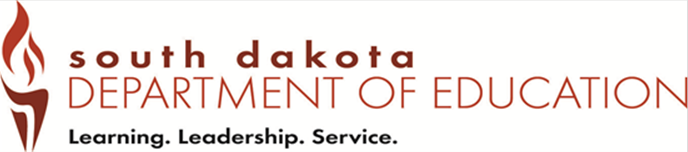 south dakota
DEPARTMENT OF EDUCATION
Learning. Leadership. Service.